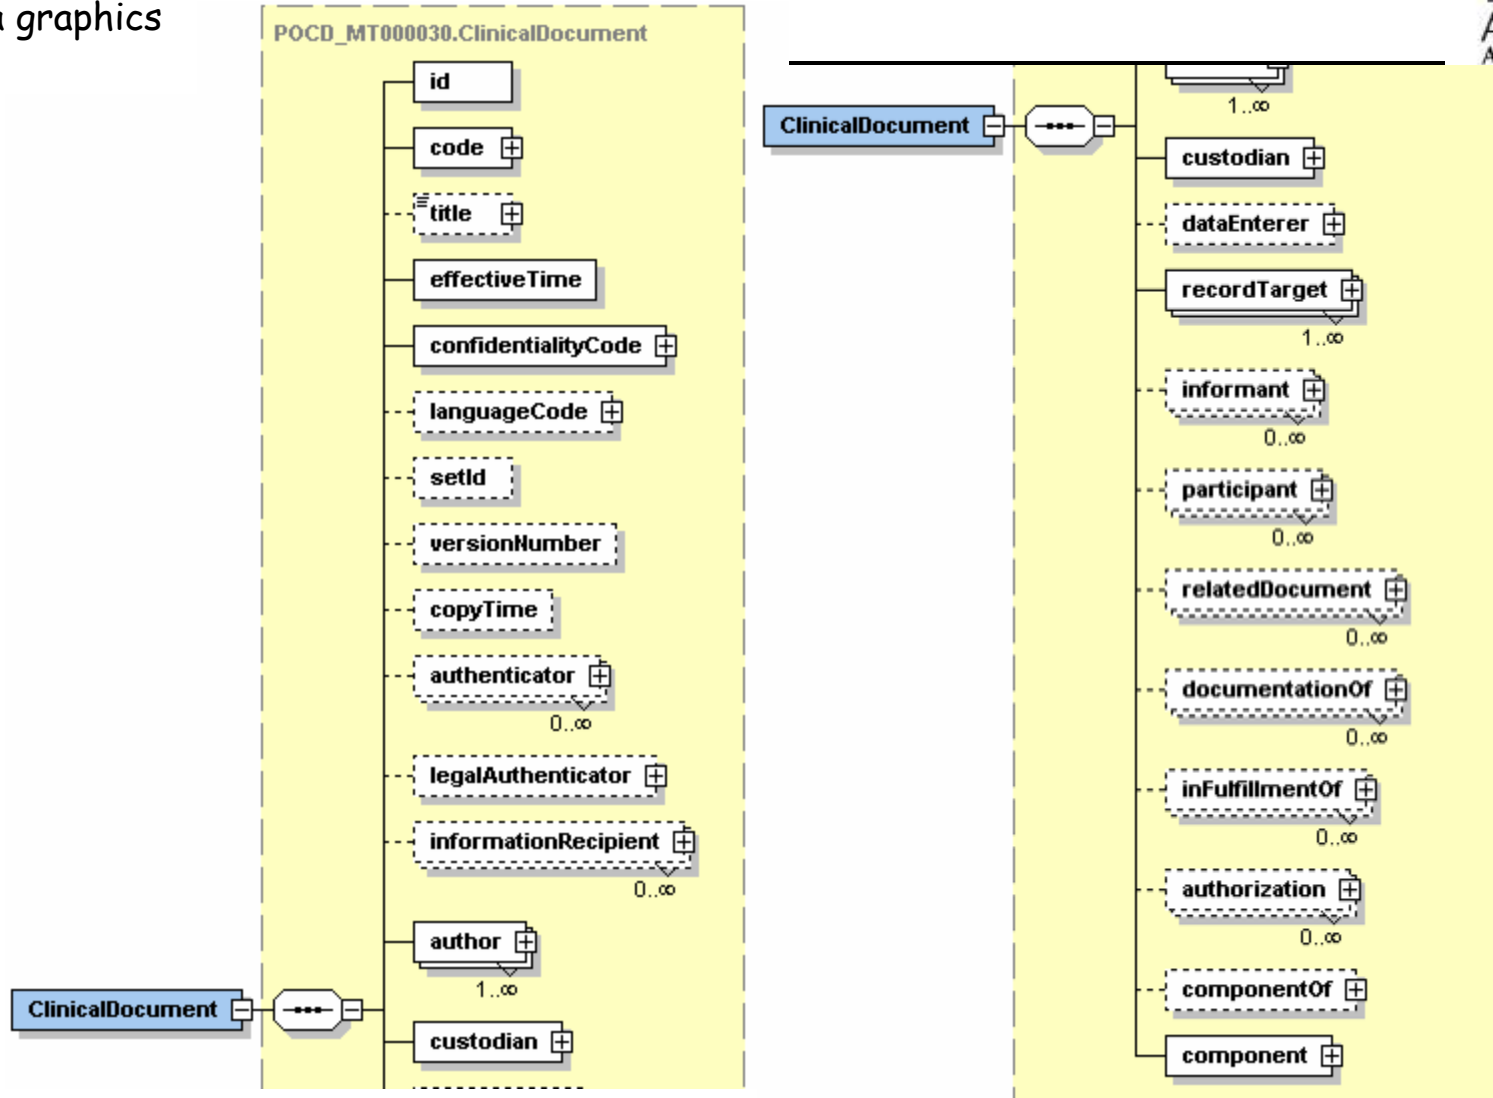 graphics
POCD_MT000030.ClinicalDocument
id
code
title
effectiveTime
confidentialityCode
languageCode
setId
versionNumber
copyTime
authenticator
0..∞
legalAuthenticator
informationRecipient
0..∞
author
1..∞
ClinicalDocument
custodian
1..∞
ClinicalDocument
custodian
dataEnterer
recordTarget
1..∞
informant
0..∞
participant
0..∞
relatedDocument
0..∞
documentationOf
0..∞
inFulfillmentOf
0..∞
authorization
0..∞
componentOf
component